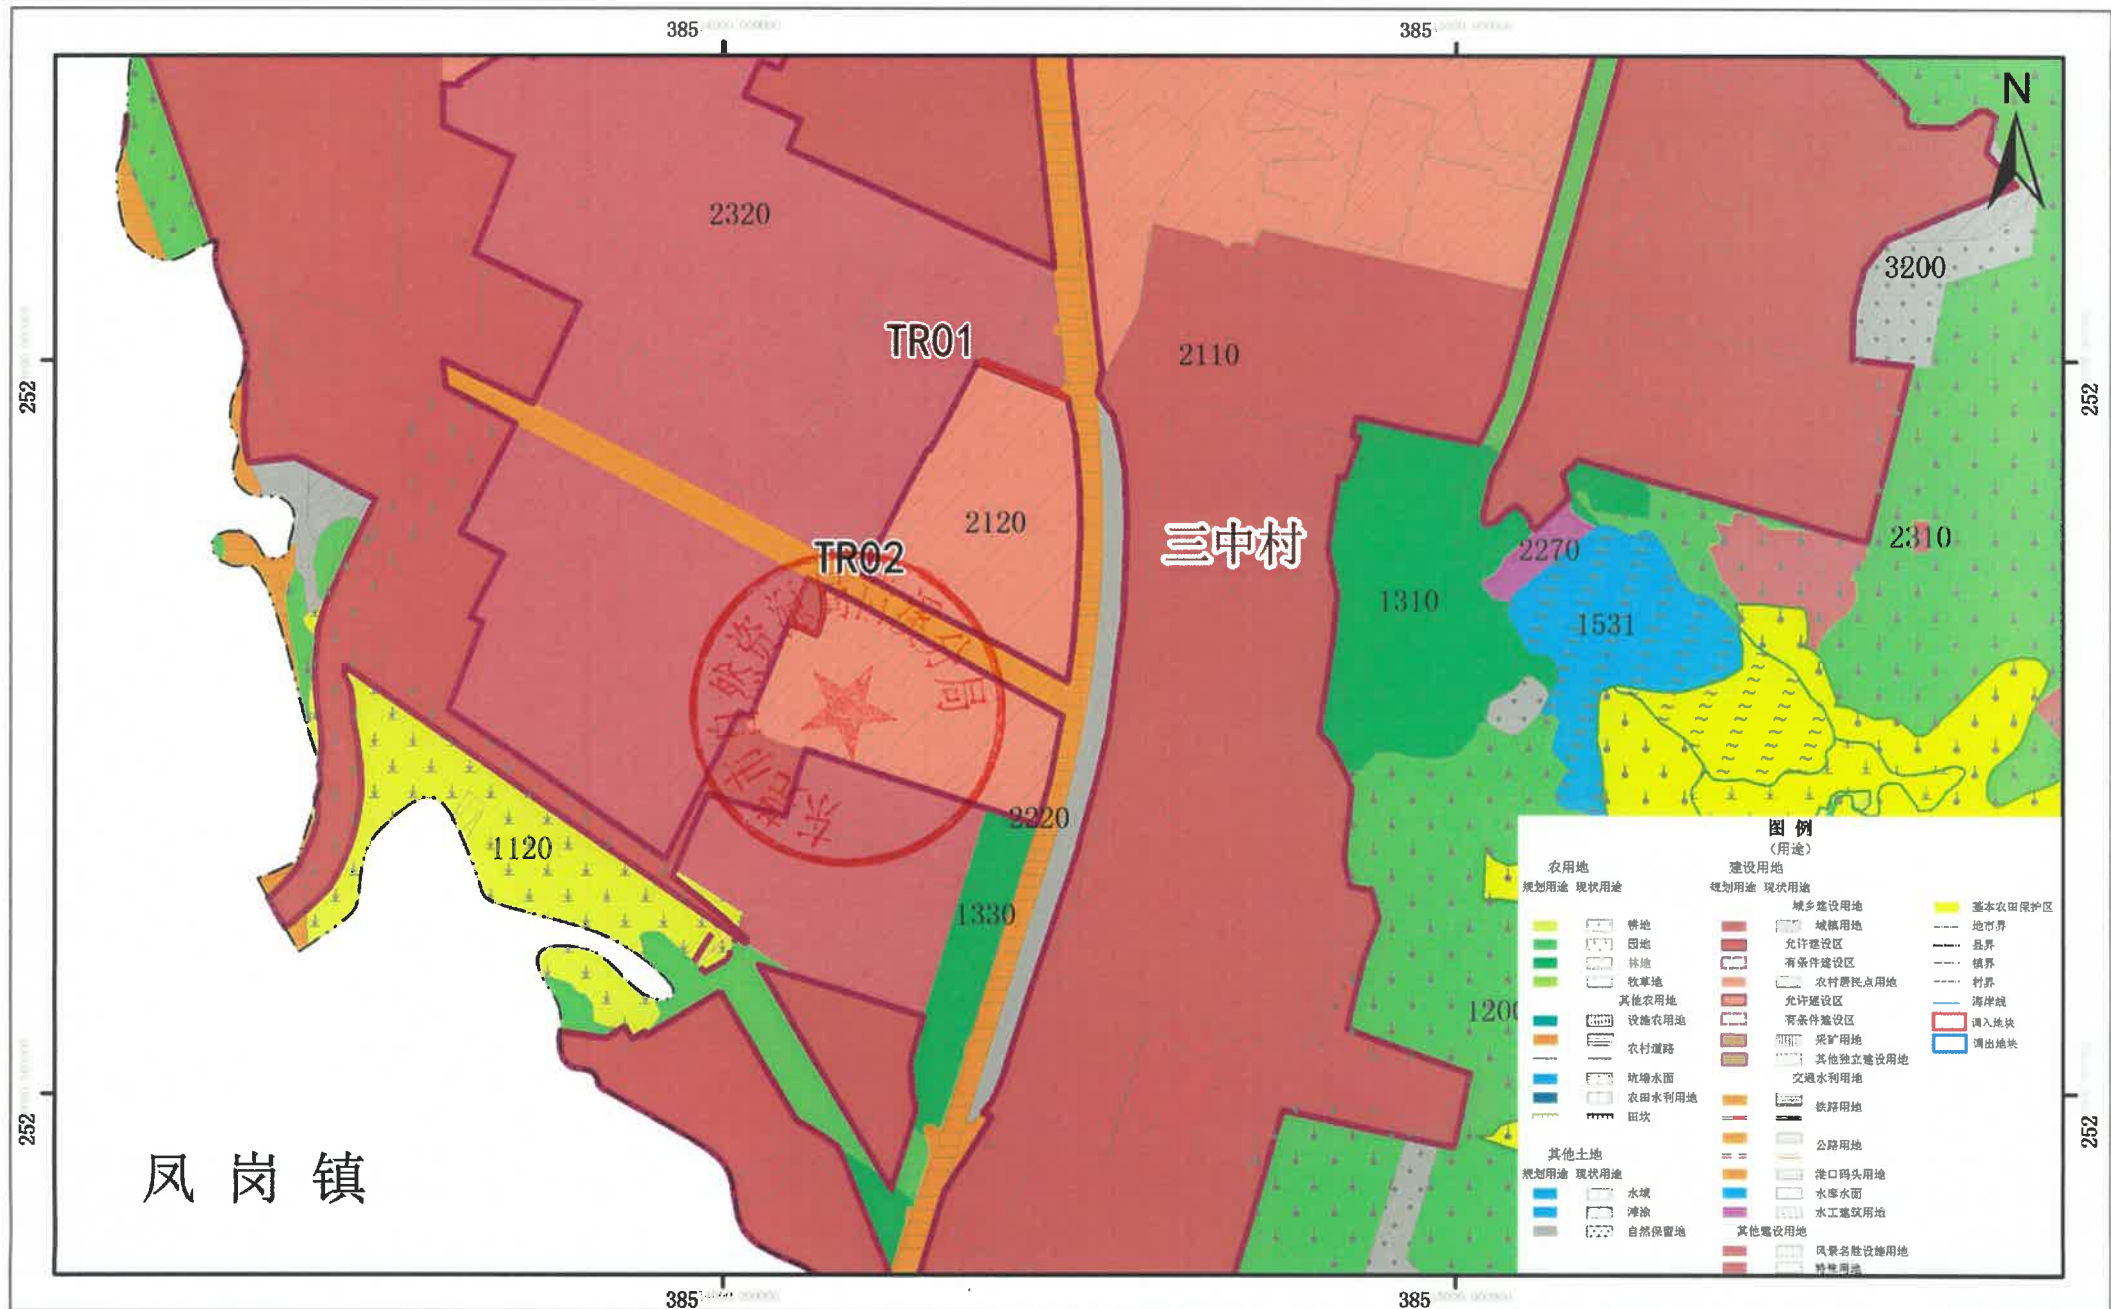 385
385
N
2320
3200
TR01
2110
252
252
2120
三中村
2310
TR02
2270
1310
1531
2220
1120
1330
1200
252
252
凤岗镇
385
385
图例
(用途)
农用地
规划用途 现状用途
耕地
园地
林地
牧草地
其他农用地
设施农用地
农村道路
坑塘水面
农田水利用地
田坎
其他土地
规划用途 现状用途
水域
滩涂
自然保留地
建设用地
规划用途 现状用途
城乡建设用地
城镇用地
允许建设区
有条件建设区
农村居民点用地
允许建设区
有条件建设区
采矿用地
其他独立建设用地
交通水利用地
铁路用地
公路用地
港口码头用地
水库水面
水工建筑用地
其他建设用地
风景名胜设施用地
特殊用地
基本农田保护区
地市界
县界
镇界
村界
海岸线
调入地块
调出地块